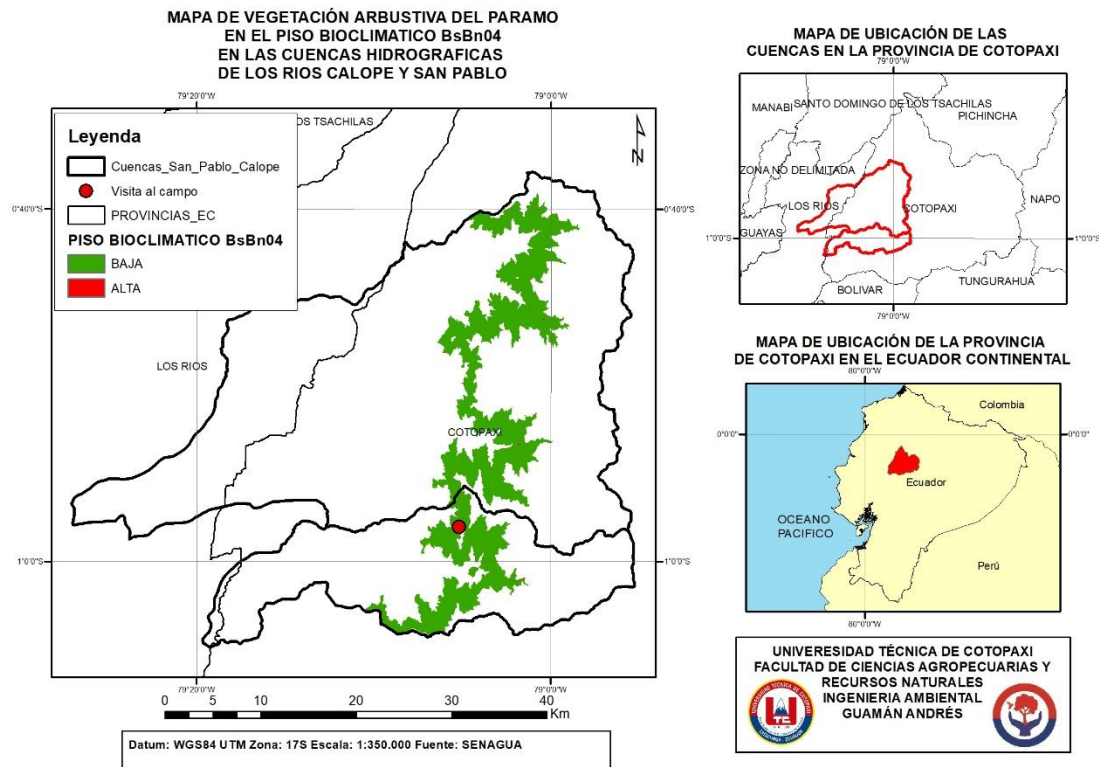 MAPA DE VEGETACIÓN ARBUSTIVA DEL PARAMO
EN EL PISO BIOCLIMATICO BsBn04
EN LAS CUENCAS HIDROGRAFICAS
DE LOS RIOS CALOPE Y SAN PABLO
79°20'0"W
79°0'0"W
OS TSACHILAS
Leyenda
Cuencas_San_Pablo_Calope
Visita al campo
PROVINCIAS_EC
PISO BIOCLIMATICO BsBn04
BAJA
ALTA
N
0°40'0"S
0°40'0"S
LOS RIOS
COTOPAXI
1°0'0"S
1°0'0"S
79°20'0"W
79°0'0"W
0 5 10 20 30 40
Km
Datum: WGS84 UTM Zona: 17S Escala: 1:350.000 Fuente: SENAGUA
MAPA DE UBICACIÓN DE LAS
CUENCAS EN LA PROVINCIA DE COTOPAXI
79°0'0"W
MANABI
SANTO DOMINGO DE LOS TSACHILAS
PICHINCHA
ZONA NO DELIMITADA
NAPO
LOS RIOS
COTOPAXI
GUAYAS
1°0'0"S
1°0'0"S
TUNGURAHUA
BOLIVAR
79°0'0"W
MAPA DE UBICACIÓN DE LA PROVINCIA
DE COTOPAXI EN EL ECUADOR CONTINENTAL
80°0'0"W
Colombia
0°0'0"
0°0'0"
Ecuador
OCEANO
PACIFICO
Perú
80°0'0"W
UNIVERESIDAD TÉCNICA DE COTOPAXI
FACULTAD DE CIENCIAS AGROPECUARIAS Y
RECURSOS NATURALES
INGENIERIA AMBIENTAL
GUAMÁN ANDRÉS
UNIVERSIDAD TECNICA DE COTOPAXI
UTC